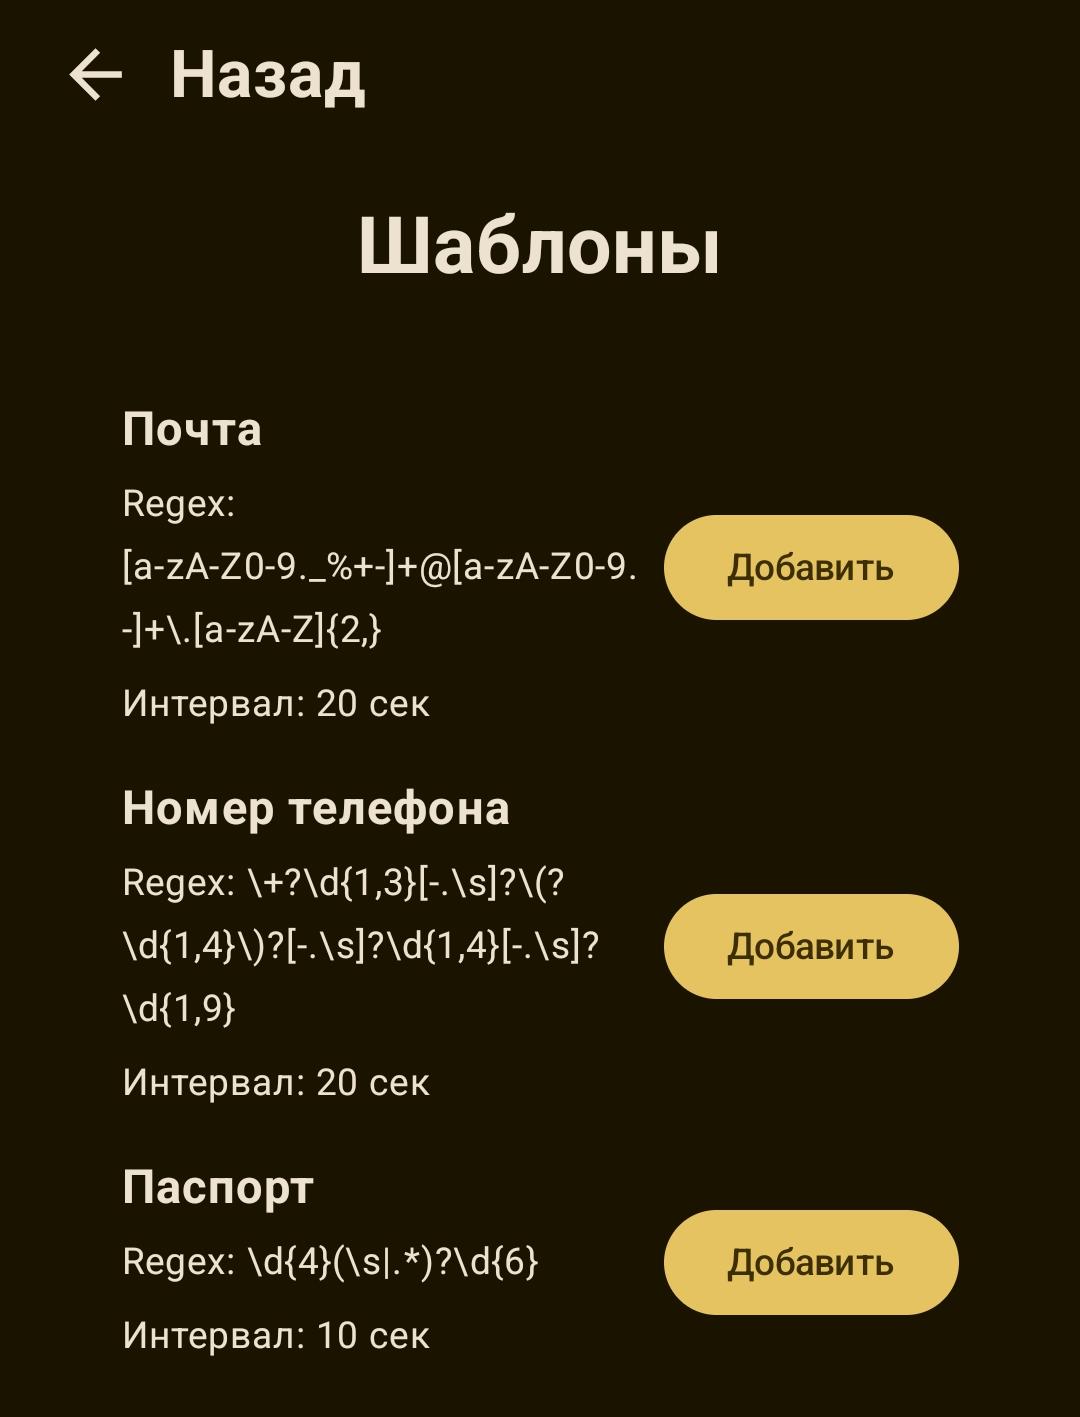 Назад
Шаблоны
Почта
Regex:
[a-zA-Z0-9._%+-]+@[a-zA-Z0-9.
-]+\.[a-zA-Z]{2,}
Добавить
Интервал: 20 сек
Номер телефона
Regex: \+?\d{1,3}[-.\s]?\(?
\d{1,4}\)?[-.\s]?\d{1,4}[-.\s]?
\d{1,9}
Добавить
Интервал: 20 сек
Паспорт
Regex: \d{4}(\s|.*)?\d{6}
Добавить
Интервал: 10 сек